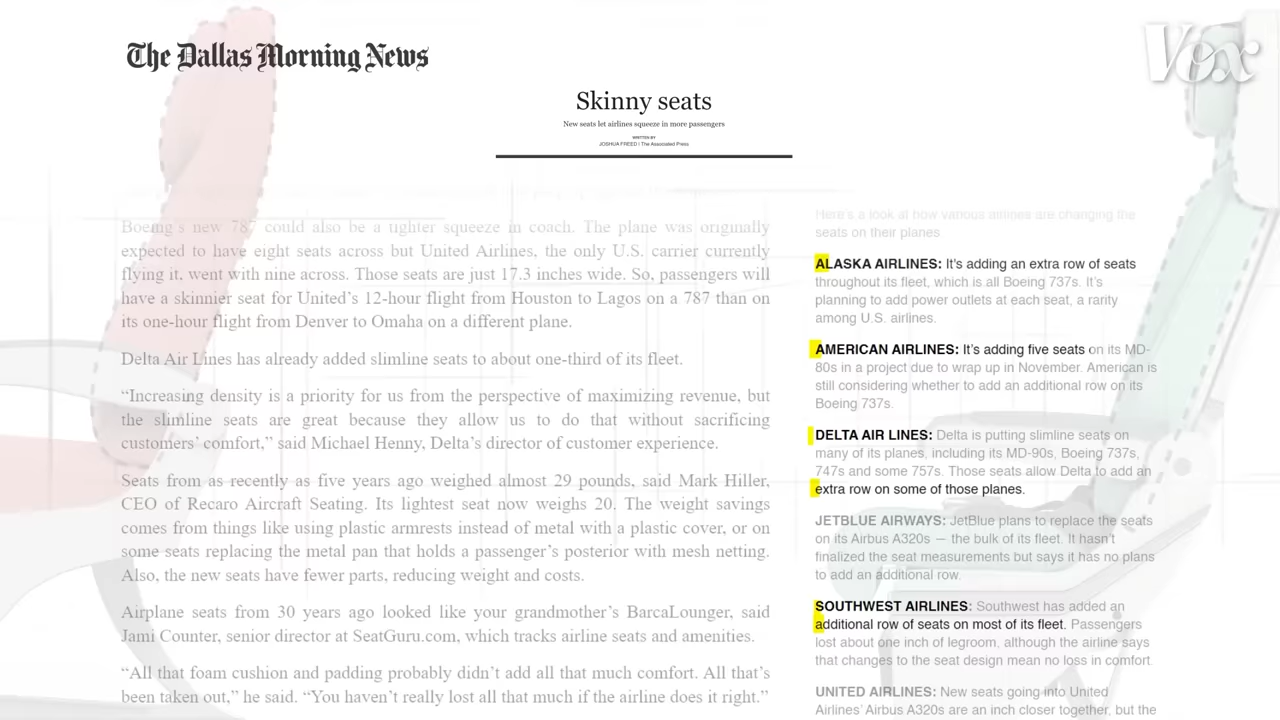 The Dallas Morning News
Vox
Skinny seats
New seats let airlines squeeze in more passengers
WRITTEN BY
JOSHUA FREED | The Associated Press
Boeing's new 787 could also be a tighter squeeze in coach. The plane was originally
expected to have eight seats across but United Airlines, the only U.S. carrier currently
flying it, went with nine across. Those seats are just 17.3 inches wide. So, passengers will
have a skinnier seat for United's 12-hour flight from Houston to Lagos on a 787 than on
its one-hour flight from Denver to Omaha on a different plane.
Delta Air Lines has already added slimline seats to about one-third of its fleet.
“Increasing density is a priority for us from the perspective of maximizing revenue, but
the slimline seats are great because they allow us to do that without sacrificing
customers’ comfort,” said Michael Henny, Delta’s director of customer experience.
Seats from as recently as five years ago weighed almost 29 pounds, said Mark Hiller,
CEO of Recaro Aircraft Seating. Its lightest seat now weighs 20. The weight savings
comes from things like using plastic armrests instead of metal with a plastic cover, or on
some seats replacing the metal pan that holds a passenger’s posterior with mesh netting.
Also, the new seats have fewer parts, reducing weight and costs.
Airplane seats from 30 years ago looked like your grandmother’s BarcaLounger, said
Jami Counter, senior director at SeatGuru.com, which tracks airline seats and amenities.
“All that foam cushion and padding probably didn’t add all that much comfort. All that’s
been taken out,” he said. “You haven’t really lost all that much if the airline does it right.”
Here’s a look at how various airlines are changing the
seats on their planes
ALASKA AIRLINES: It’s adding an extra row of seats
throughout its fleet, which is all Boeing 737s. It’s
planning to add power outlets at each seat, a rarity
among U.S. airlines.
AMERICAN AIRLINES: It’s adding five seats on its MD-
80s in a project due to wrap up in November. American is
still considering whether to add an additional row on its
Boeing 737s.
DELTA AIR LINES: Delta is putting slimline seats on
many of its planes, including its MD-90s, Boeing 737s,
747s and some 757s. Those seats allow Delta to add an
extra row on some of those planes.
JETBLUE AIRWAYS: JetBlue plans to replace the seats
on its Airbus A320s — the bulk of its fleet. It hasn’t
finalized the seat measurements but says it has no plans
to add an additional row.
SOUTHWEST AIRLINES: Southwest has added an
additional row of seats on most of its fleet. Passengers
lost about one inch of legroom, although the airline says
that changes to the seat design mean no loss in comfort.
UNITED AIRLINES: New seats going into United
Airlines’ Airbus A320s are an inch closer together, but the